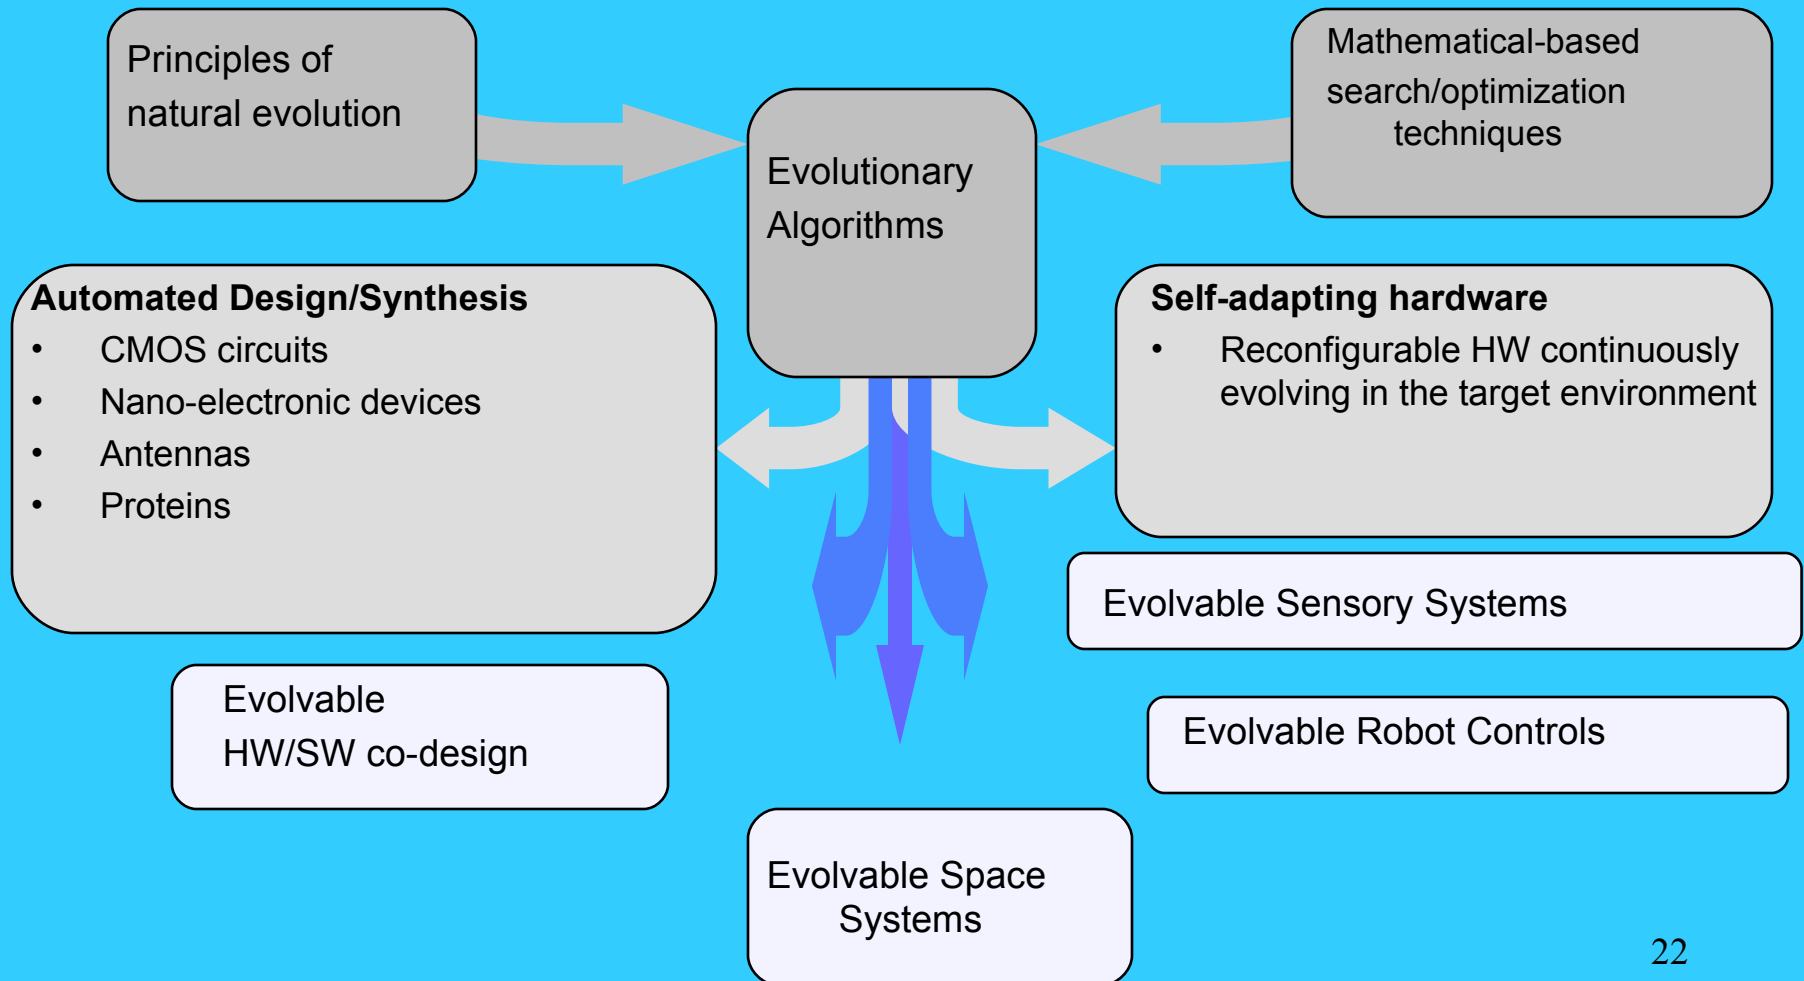 Principles of
natural evolution
Mathematical-based
search/optimization
techniques
Evolutionary
Algorithms
Automated Design/Synthesis
• CMOS circuits
• Nano-electronic devices
• Antennas
• Proteins
Self-adapting hardware
• Reconfigurable HW continuously
evolving in the target environment
Evolvable Sensory Systems
Evolvable
HW/SW co-design
Evolvable Robot Controls
Evolvable Space
Systems
22